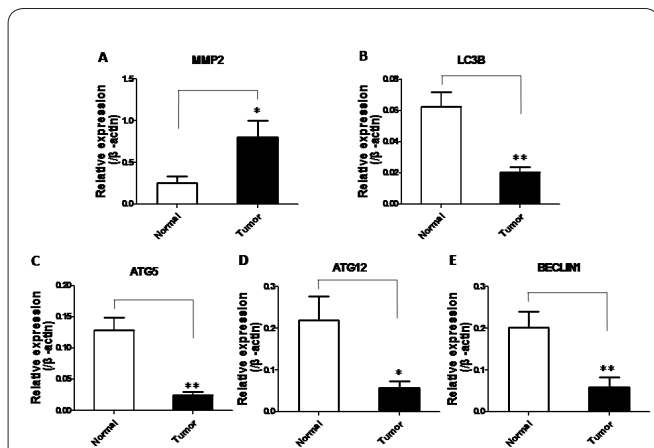 A
MMP2
Relative expression
(/β -actin)
1.5
1.0
0.5
0.0
*
Normal
Tumor
B
LC3B
Relative expression
(/β -actin)
0.08
0.06
0.04
0.02
0.00
**
Normal
Tumor
C
ATG5
Relative expression
(/β -actin)
0.20
0.15
0.10
0.05
0.00
**
Normal
Tumor
D
ATG12
Relative expression
(/β -actin)
0.3
0.2
0.1
0.0
*
Normal
Tumor
E
BECLIN1
Relative expression
(/β -actin)
0.3
0.2
0.1
0.0
**
Normal
Tumor